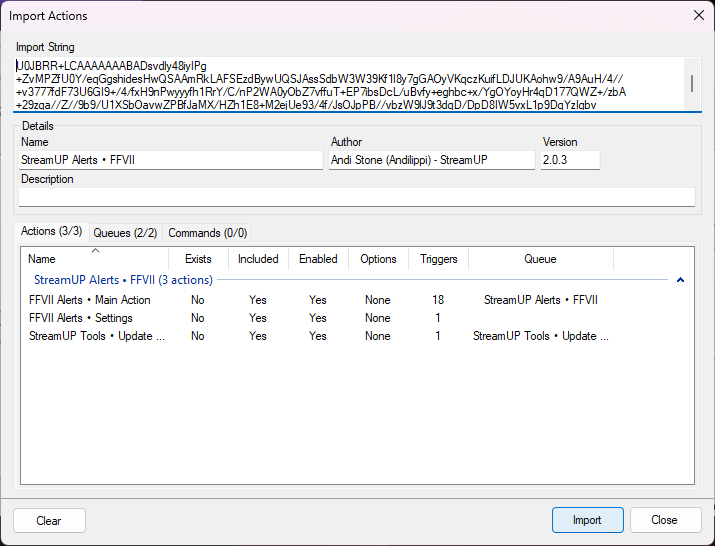 Import Actions
Import String
U0JBRR+LCAAAAAAABADsvdly48iyIPg
+ZvMPZfU0Y/eqGgshidesHwQSAAmRkLAFSEzdBywUQSJAssSdbW3W39Kf1I8y7gGAOyVKqczKuifLDJUKAohw9/A9AuH/4//
+v3777fdF73U6GI9+/4/fxH9nPwyyyfh1RrY/C/nP2WA0yObZ7vffuT+EP7ibsDcL/uBvfy+eghbc+x/YgOYoyHr4qD177QWZ+/zbA
+29zga//Z//9b9/U1XSbOavwZPBfJaMX/HZh1E8+M2ejUe93/4f/JsOJpPB//vbzW9lJ9t3dqD/DpD8IW5vxL1p9DqYzIgbv
Details
Name
Author
Version
StreamUP Alerts • FFVII
Andi Stone (Andilippi) - StreamUP
2.0.3
Description
Actions (3/3)
Queues (2/2)
Commands (0/0)
Name Exists Included Enabled Options Triggers Queue
StreamUP Alerts • FFVII (3 actions)
FFVII Alerts • Main Action No Yes Yes None 18 StreamUP Alerts • FFVII
FFVII Alerts • Settings No Yes Yes None 1
StreamUP Tools • Update ... No Yes Yes None 1 StreamUP Tools • Update ...
Clear
Import
Close